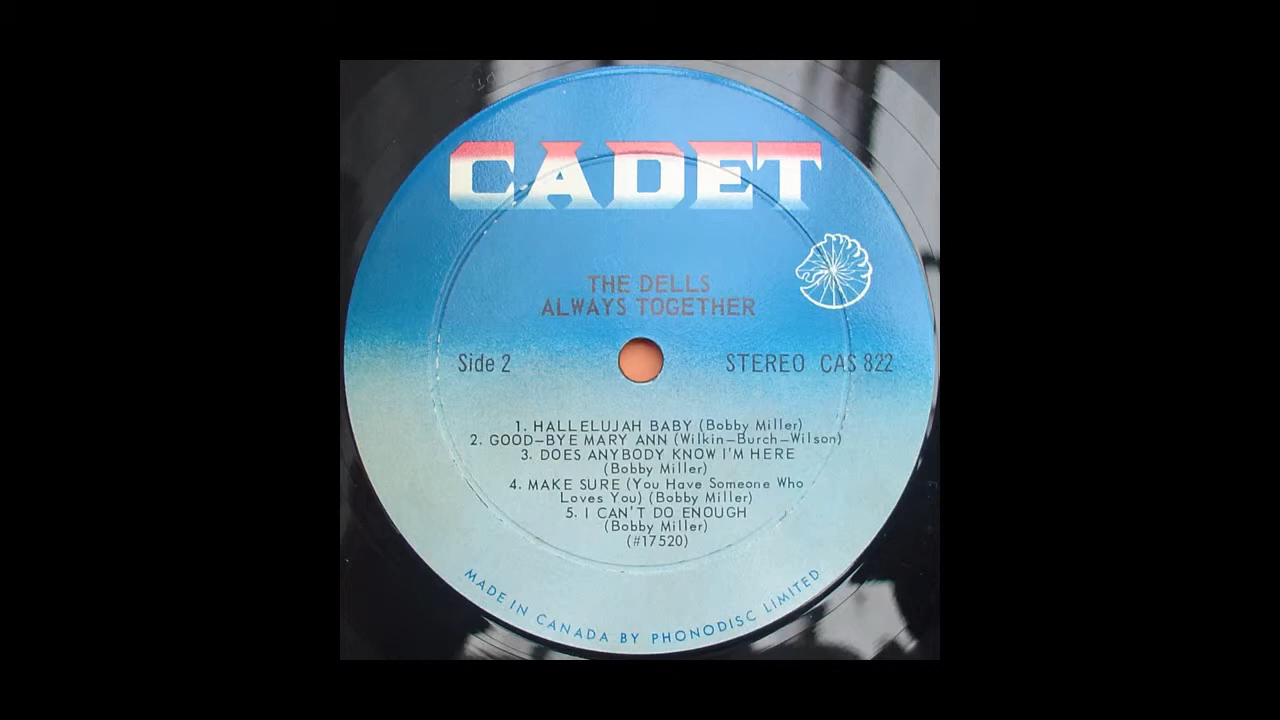 CADET
THE DELLS
ALWAYS TOGETHER
Side 2
STEREO CAS 822
1. HALLELUJAH BABY (Bobby Miller)
2. GOOD-BYE MARY ANN (Wilkin-Burch-Wilson)
3. DOES ANYBODY KNOW I'M HERE
(Bobby Miller)
4. MAKE SURE (You Have Someone Who
Loves You) (Bobby Miller)
5. I CAN'T DO ENOUGH
(Bobby Miller)
(#17520)
MADE IN CANADA BY PHONODISC LIMITED